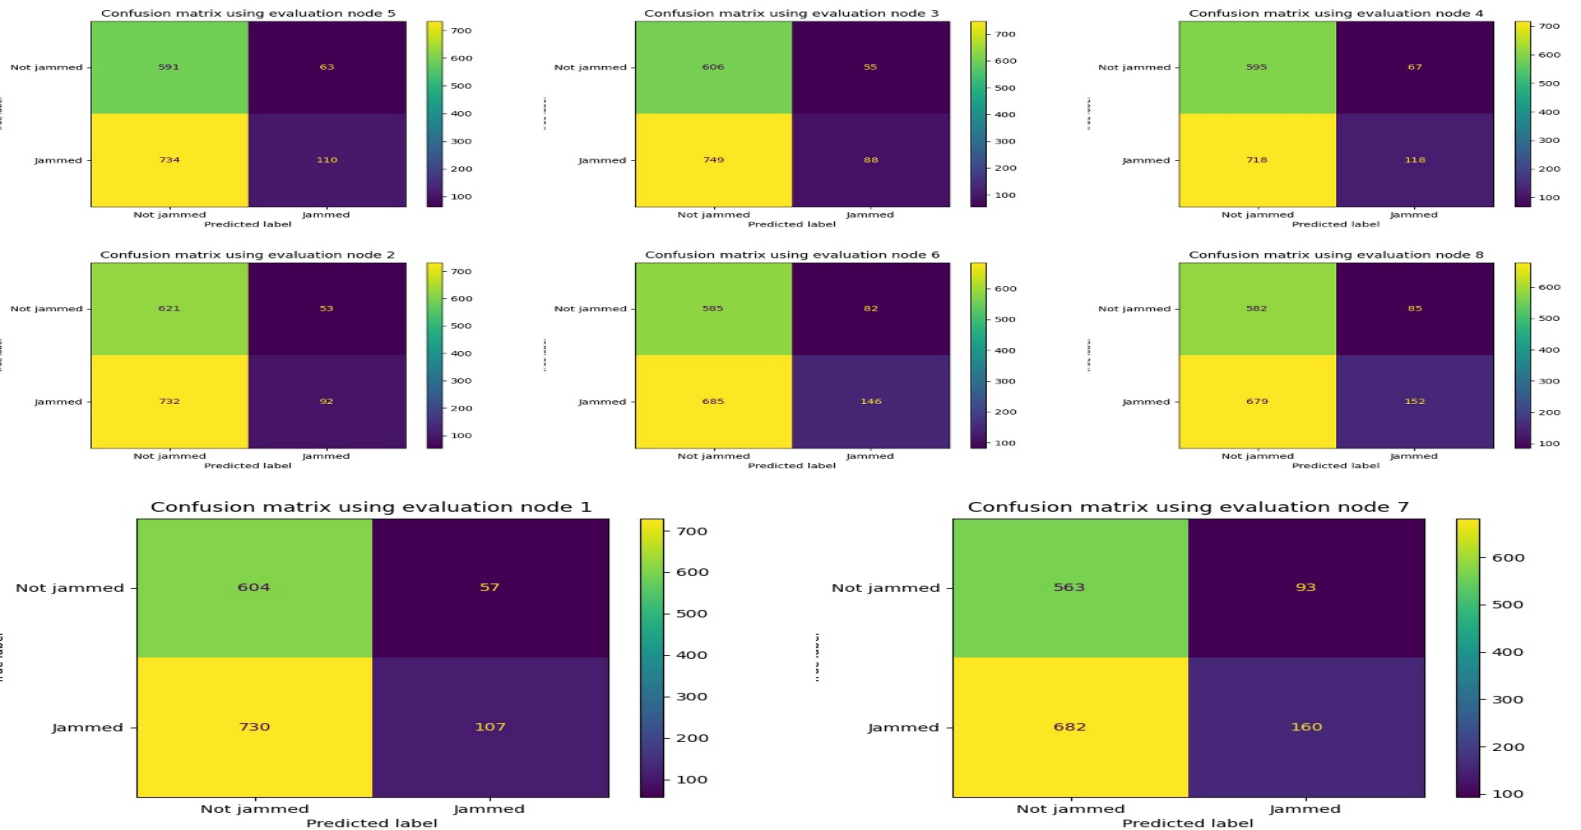 Confusion matrix using evaluation node 5
Not jammed
591
63
Jammed
734
110
Not jammed
Jammed
Predicted label
700
600
500
400
300
200
100
Confusion matrix using evaluation node 3
Not jammed
606
55
Jammed
749
88
Not jammed
Jammed
Predicted label
700
600
500
400
300
200
100
Confusion matrix using evaluation node 4
Not jammed
595
67
Jammed
718
118
Not jammed
Jammed
Predicted label
700
600
500
400
300
200
100
Confusion matrix using evaluation node 2
Not jammed
621
53
Jammed
732
92
Not jammed
Jammed
Predicted label
700
600
500
400
300
200
100
Confusion matrix using evaluation node 6
Not jammed
585
82
Jammed
685
146
Not jammed
Jammed
Predicted label
600
500
400
300
200
100
Confusion matrix using evaluation node 8
Not jammed
582
85
Jammed
679
152
Not jammed
Jammed
Predicted label
600
500
400
300
200
100
Confusion matrix using evaluation node 1
Not jammed
604
57
Jammed
730
107
Not jammed
Jammed
Predicted label
700
600
500
400
300
200
100
Confusion matrix using evaluation node 7
563
93
682
160
Not jammed
Jammed
Predicted label
600
500
400
300
200
100
Not jammed
Jammed